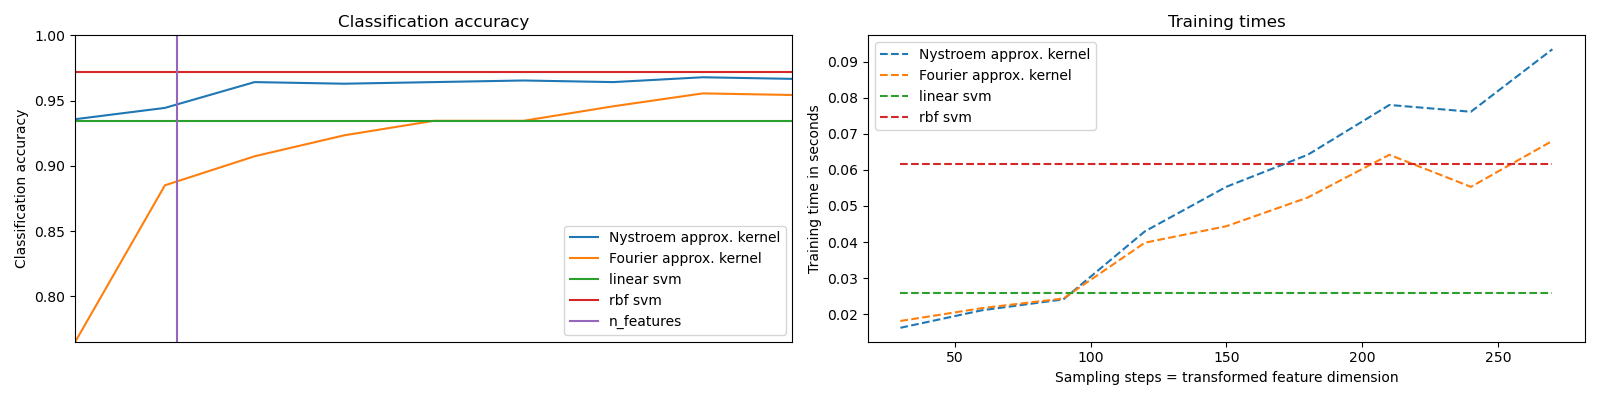 Classification accuracy
Classification accuracy
1.00
0.95
0.90
0.85
0.80
Nystroem approx. kernel
Fourier approx. kernel
linear svm
rbf svm
n_features
Training times
Training time in seconds
0.09
0.08
0.07
0.06
0.05
0.04
0.03
0.02
Nystroem approx. kernel
Fourier approx. kernel
linear svm
rbf svm
50 100 150 200 250
Sampling steps = transformed feature dimension